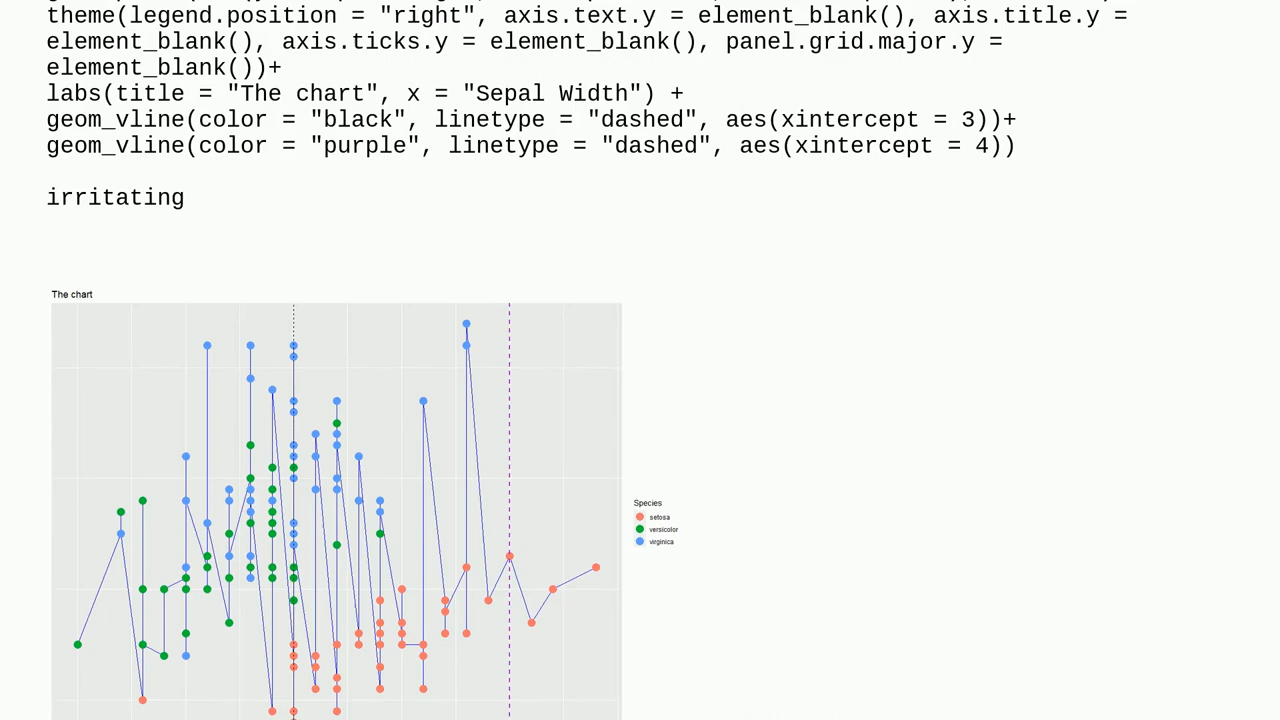 theme(legend.position = "right", axis.text.y = element_blank(), axis.title.y =
element_blank(), axis.ticks.y = element_blank(), panel.grid.major.y =
element_blank())+
labs(title = "The chart", x = "Sepal Width") +
geom_vline(color = "black", linetype = "dashed", aes(xintercept = 3))+
geom_vline(color = "purple", linetype = "dashed", aes(xintercept = 4))
irritating
The chart
Species
setosa
versicolor
virginica